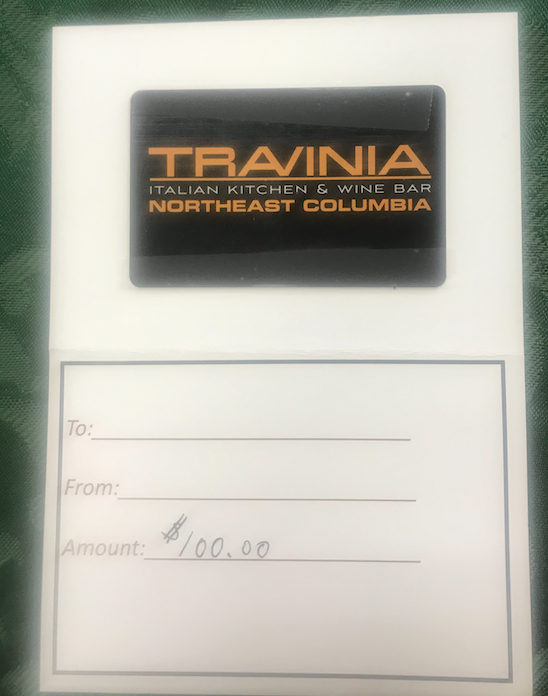 TRAVINIA
ITALIAN KITCHEN & WINE BAR
NORTHEAST COLUMBIA
To:
From:
Amount: $100.00